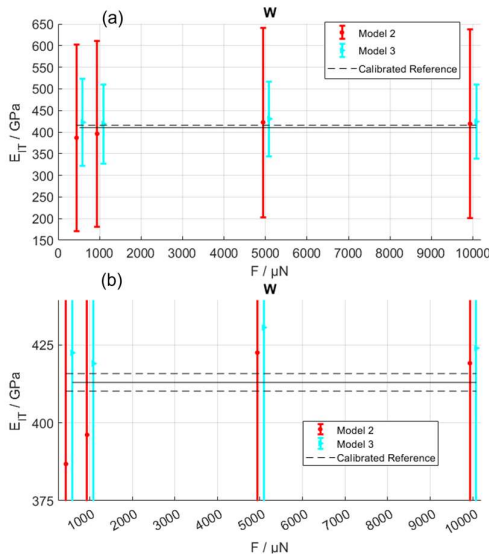 (a)
W
650
600
550
500
450
400
350
300
250
200
150
E_IT / GPa
Model 2
Model 3
Calibrated Reference
0 1000 2000 3000 4000 5000 6000 7000 8000 9000 10000
F / µN
(b)
W
425
400
375
E_IT / GPa
Model 2
Model 3
Calibrated Reference
1000 2000 3000 4000 5000 6000 7000 8000 9000 10000
F / µN